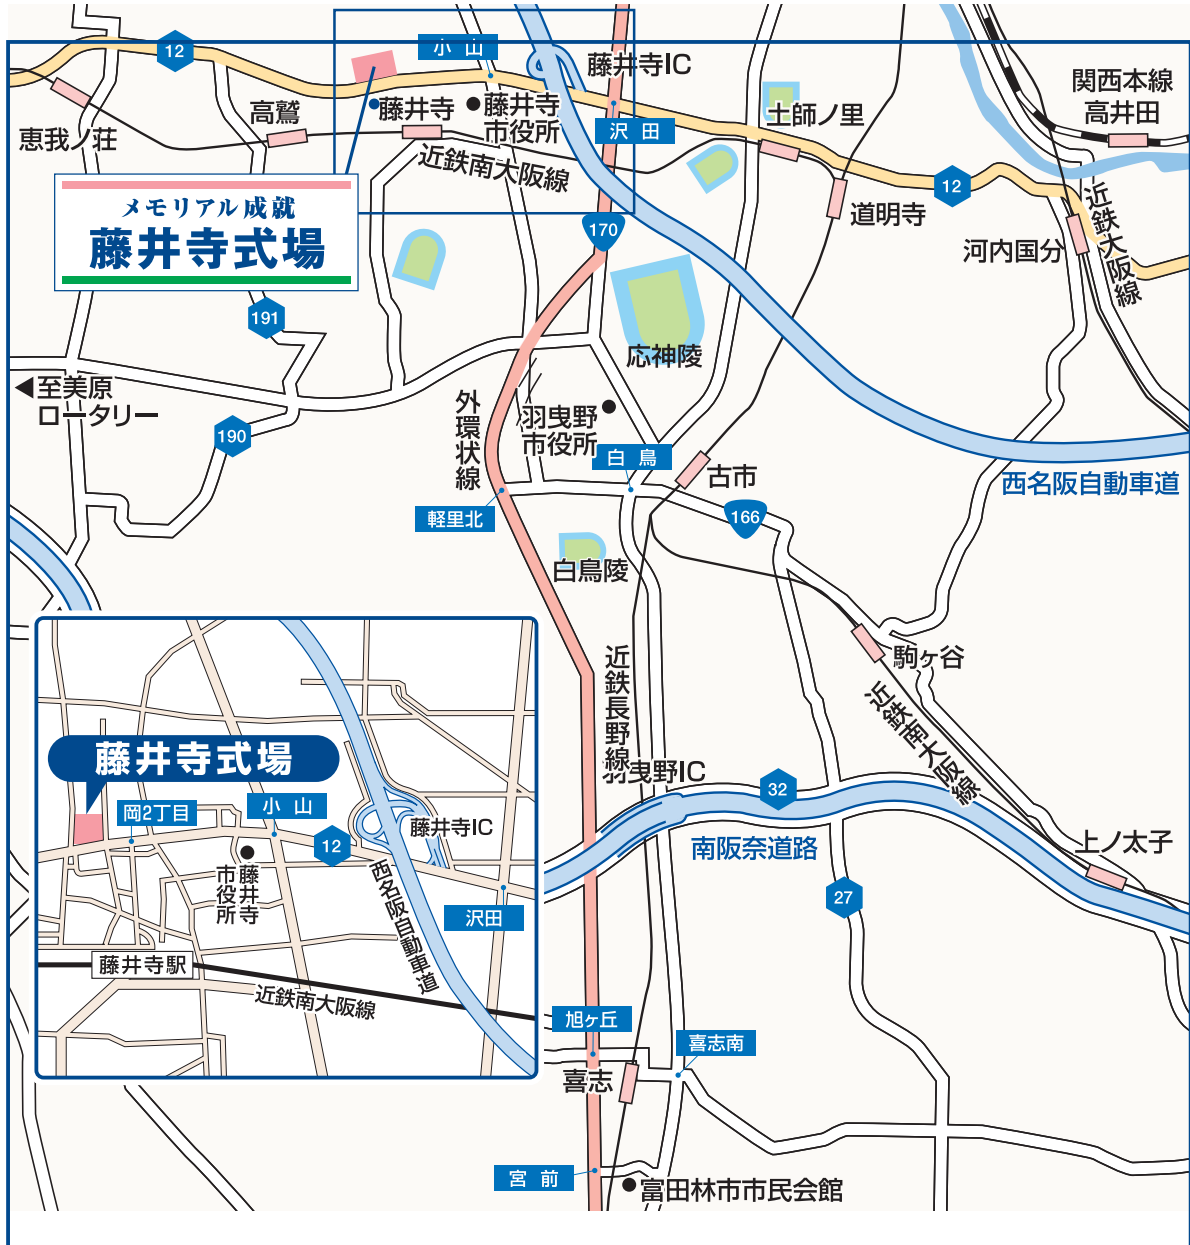 12
小 山
藤井寺IC
関西本線
高井田
恵我ノ荘
高鷲
藤井寺
藤井寺
市役所
沢 田
土師ノ里
近鉄南大阪線
12
道明寺
河内国分
近鉄大阪線
メモリアル成就
藤井寺式場
170
191
応神陵
至美原
ロータリー
190
外環状線
羽曳野
市役所
白 鳥
古市
西名阪自動車道
軽里北
166
白鳥陵
駒ヶ谷
近鉄南大阪線
近鉄長野線
羽曳野IC
32
南阪奈道路
上ノ太子
27
藤井寺式場
岡2丁目
小 山
12
藤井寺IC
藤井寺
市役所
西名阪自動車道
沢田
藤井寺駅
近鉄南大阪線
旭ヶ丘
喜志南
喜志
宮 前
富田林市市民会館